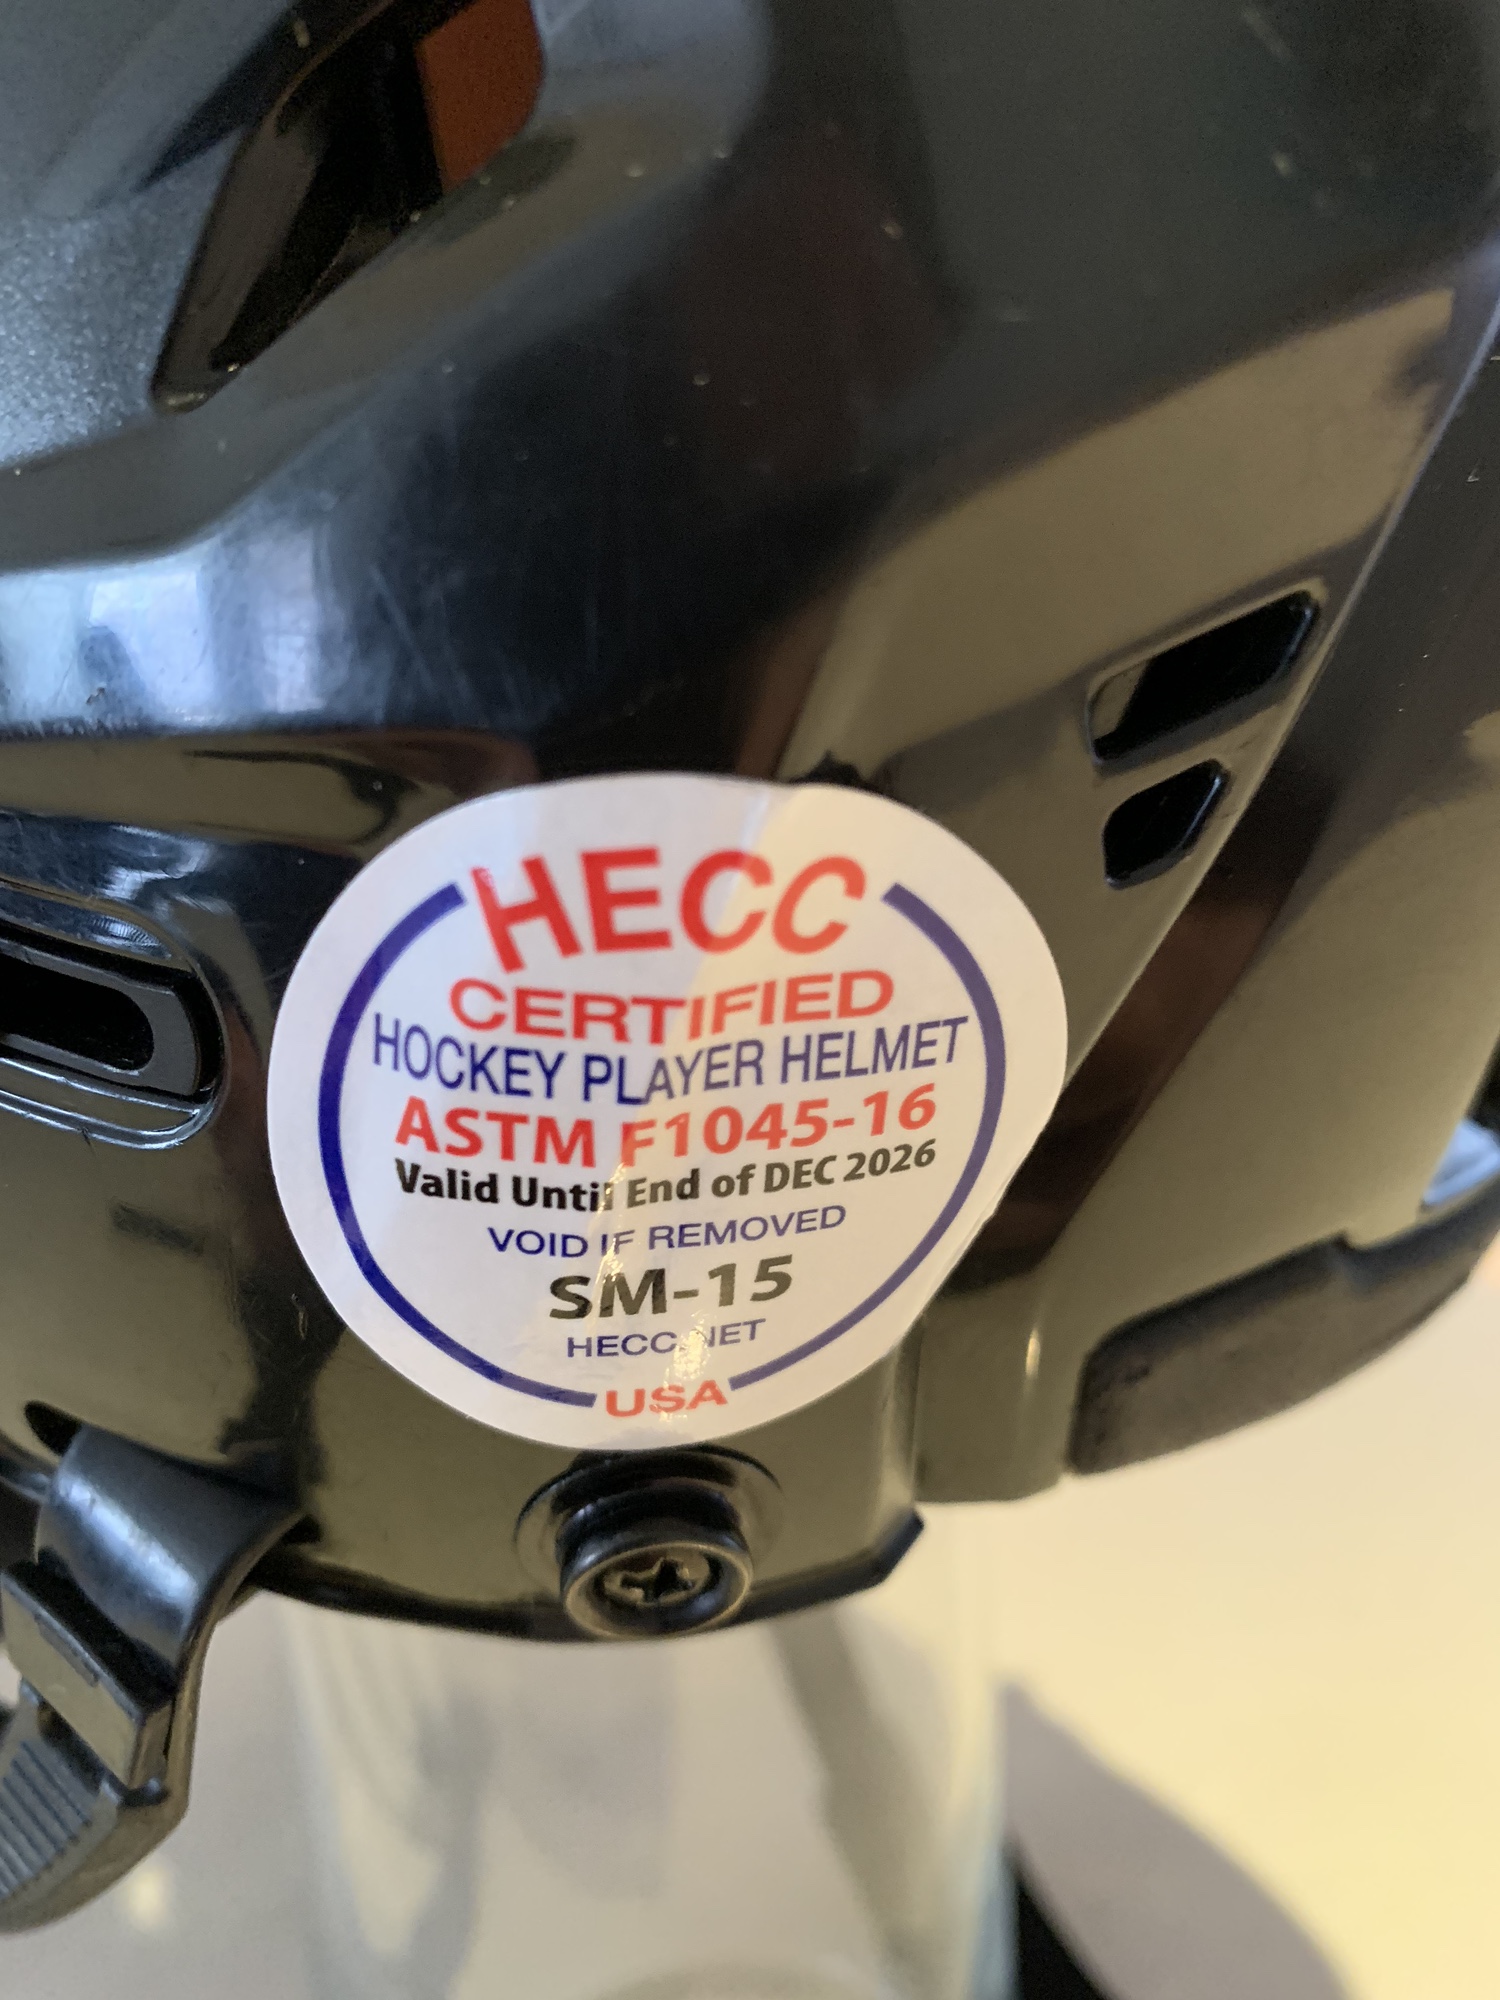 HECC
CERTIFIED
HOCKEY PLAYER HELMET
ASTM F1045-16
Valid Until End of DEC 2026
VOID IF REMOVED
SM-15
HECC.NET
USA